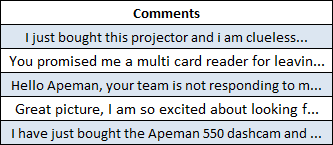 Comments
I just bought this projector and i am clueless...
You promised me a multi card reader for leavin...
Hello Apeman, your team is not responding to m...
Great picture, I am so excited about looking f...
I have just bought the Apeman 550 dashcam and ...